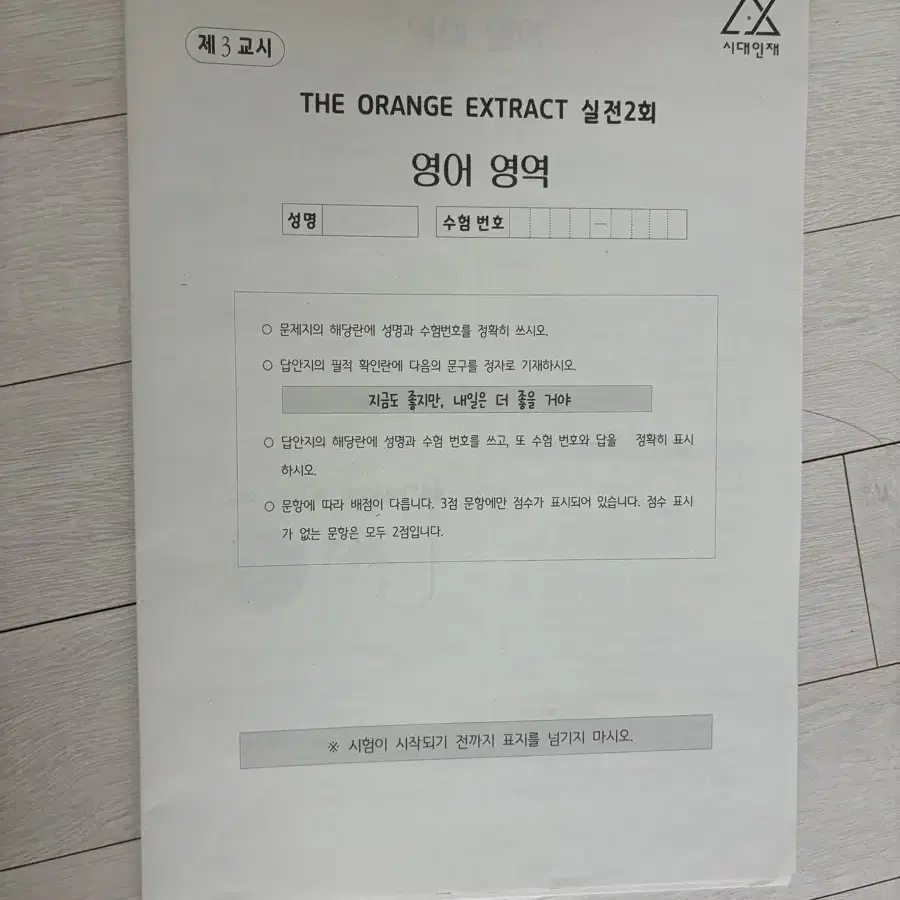 제 3 교시
시대인재
THE ORANGE EXTRACT 실전2회
영어 영역
성명
수험 번호 —
○ 문제지의 해당란에 성명과 수험번호를 정확히 쓰시오.
○ 답안지의 필적 확인란에 다음의 문구를 정자로 기재하시오.
지금도 좋지만, 내일은 더 좋을 거야
○ 답안지의 해당란에 성명과 수험 번호를 쓰고, 또 수험 번호와 답을 정확히 표시
하시오.
○ 문항에 따라 배점이 다릅니다. 3점 문항에만 점수가 표시되어 있습니다. 점수 표시
가 없는 문항은 모두 2점입니다.
※ 시험이 시작되기 전까지 표지를 넘기지 마시오.